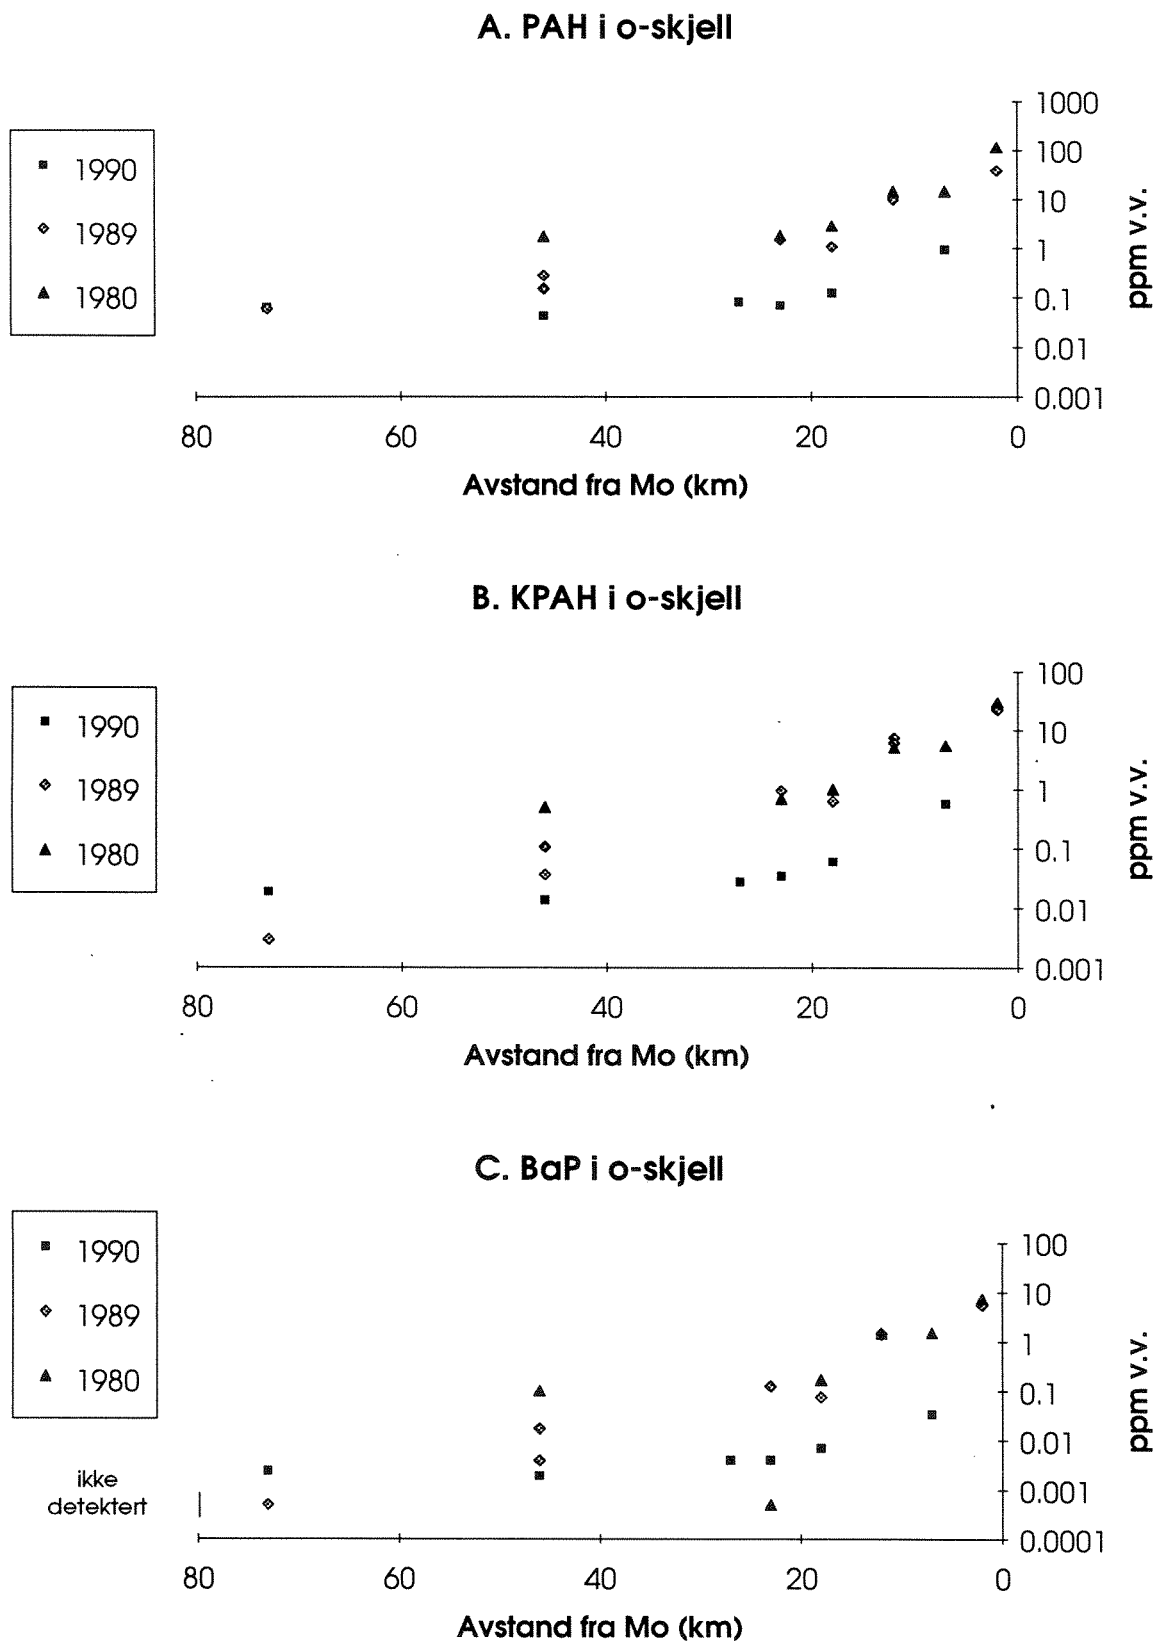 A. PAH i o-skjell
1990
1989
1980
1000
100
10
1
0.1
0.01
0.001
ppm v.v.
80 60 40 20 0
Avstand fra Mo (km)
B. KPAH i o-skjell
1990
1989
1980
100
10
1
0.1
0.01
0.001
ppm v.v.
80 60 40 20 0
Avstand fra Mo (km)
C. BaP i o-skjell
1990
1989
1980
ikke
detektert
100
10
1
0.1
0.01
0.001
0.0001
ppm v.v.
80 60 40 20 0
Avstand fra Mo (km)